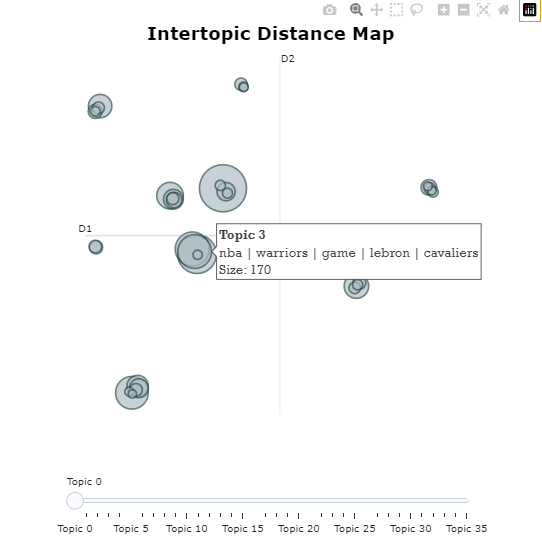 Intertopic Distance Map
D2
D1
Topic 3
nba | warriors | game | lebron | cavaliers
Size: 170
Topic 0
Topic 0 Topic 5 Topic 10 Topic 15 Topic 20 Topic 25 Topic 30 Topic 35